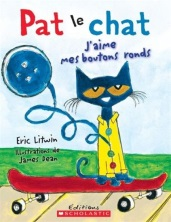 Pat le chat
J'aime
mes boutons ronds
Eric Litwin
illustrations de
James Dean
Éditions
SCHOLASTIC